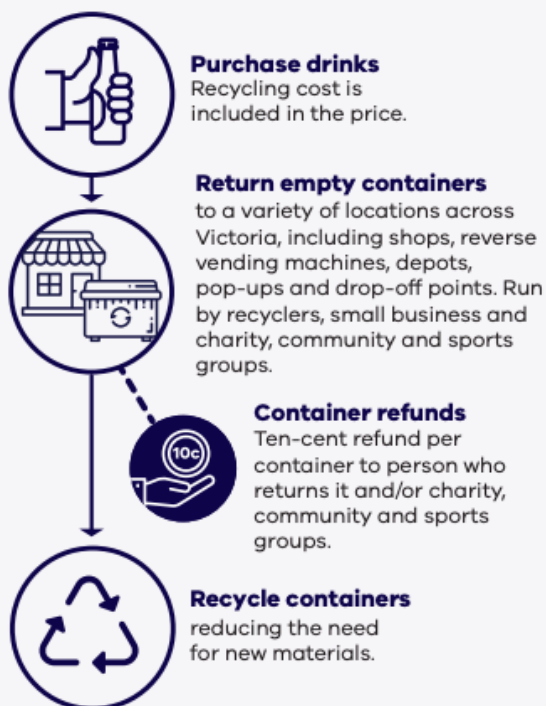 Purchase drinks
Recycling cost is
included in the price.
Return empty containers
to a variety of locations across
Victoria, including shops, reverse
vending machines, depots,
pop-ups and drop-off points. Run
by recyclers, small business and
charity, community and sports
groups.
10c
Container refunds
Ten-cent refund per
container to person who
returns it and/or charity,
community and sports
groups.
Recycle containers
reducing the need
for new materials.